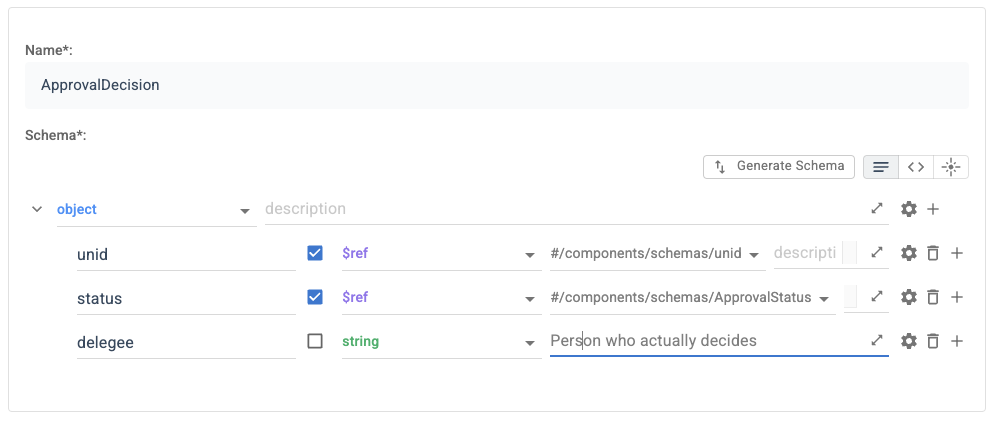 Name*:
ApprovalDecision
Schema*:
Generate Schema
object description
unid $ref #/components/schemas/unid descripti
status $ref #/components/schemas/ApprovalStatus
delegee string Person who actually decides